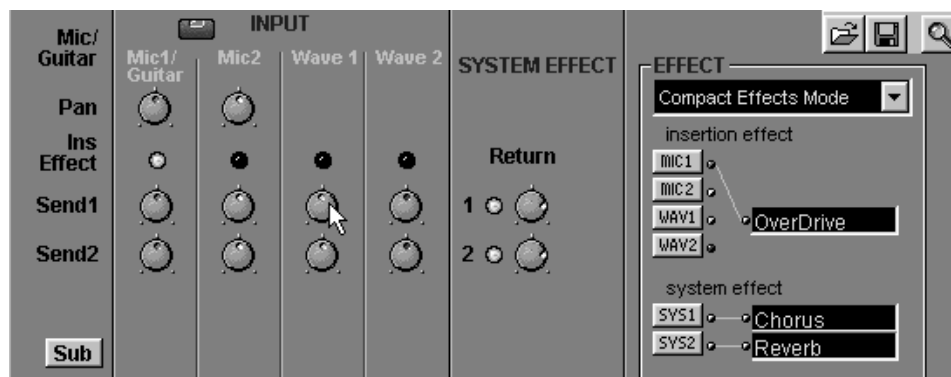 Mic/
Guitar
Pan
Ins
Effect
Send1
Send2
Sub
INPUT
Mic1/
Guitar
Mic2
Wave 1
Wave 2
SYSTEM EFFECT
Return
1
2
EFFECT
Compact Effects Mode
insertion effect
MIC1
MIC2
WAV1
WAV2
OverDrive
system effect
SYS1
Chorus
SYS2
Reverb